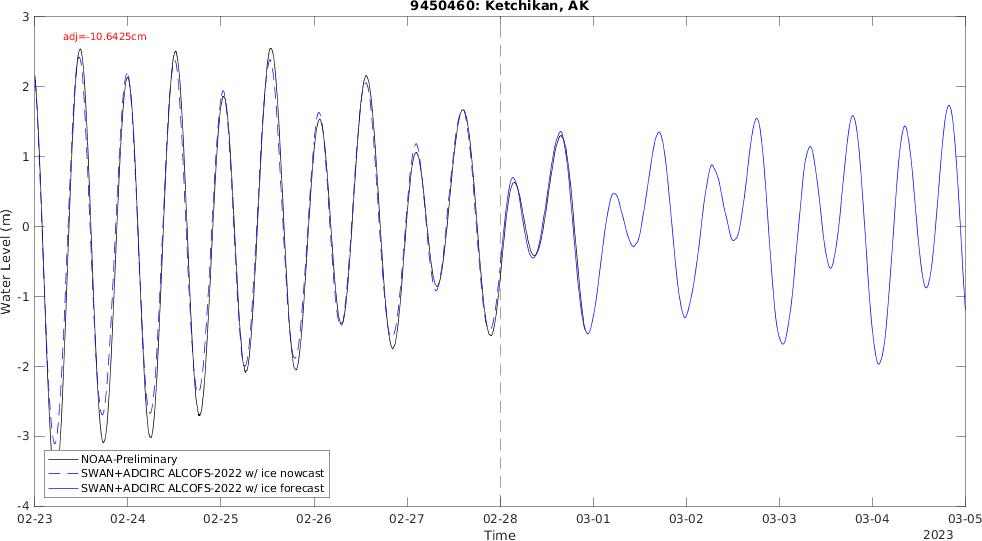 9450460: Ketchikan, AK
adj=-10.6425cm
3
2
1
0
-1
-2
-3
-4
Water Level (m)
NOAA-Preliminary
SWAN+ADCIRC ALCOFS-2022 w/ ice nowcast
SWAN+ADCIRC ALCOFS-2022 w/ ice forecast
02-23 02-24 02-25 02-26 02-27 02-28 03-01 03-02 03-03 03-04 03-05
Time
2023